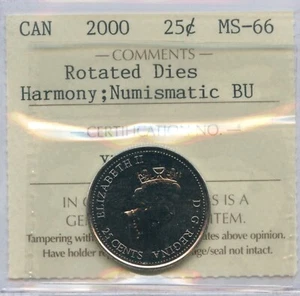 CAN 2000 25¢ MS-66
COMMENTS
Rotated Dies
Harmony;Numismatic BU
CERTIFICATION NO.
IN
IS A
GE
ITEM.
Tampering with
ates above opinion.
Have holder
ge/seal not intact.
ELIZABETH II
D·G·REGINA
25 CENTS